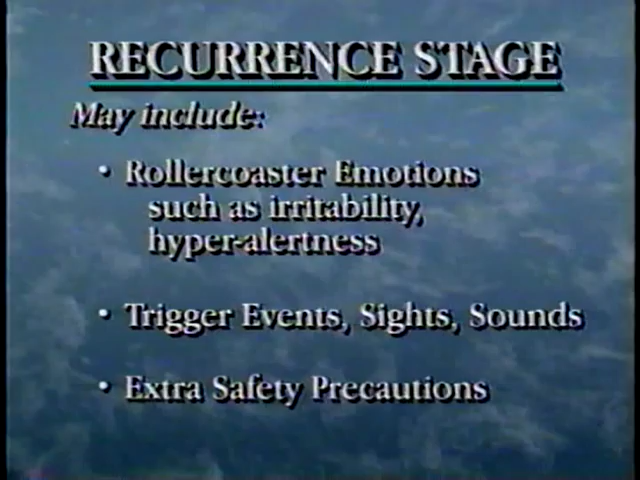 RECURRENCE STAGE
May include:
• Rollercoaster Emotions
such as irritability,
hyper-alertness
• Trigger Events, Sights, Sounds
• Extra Safety Precautions